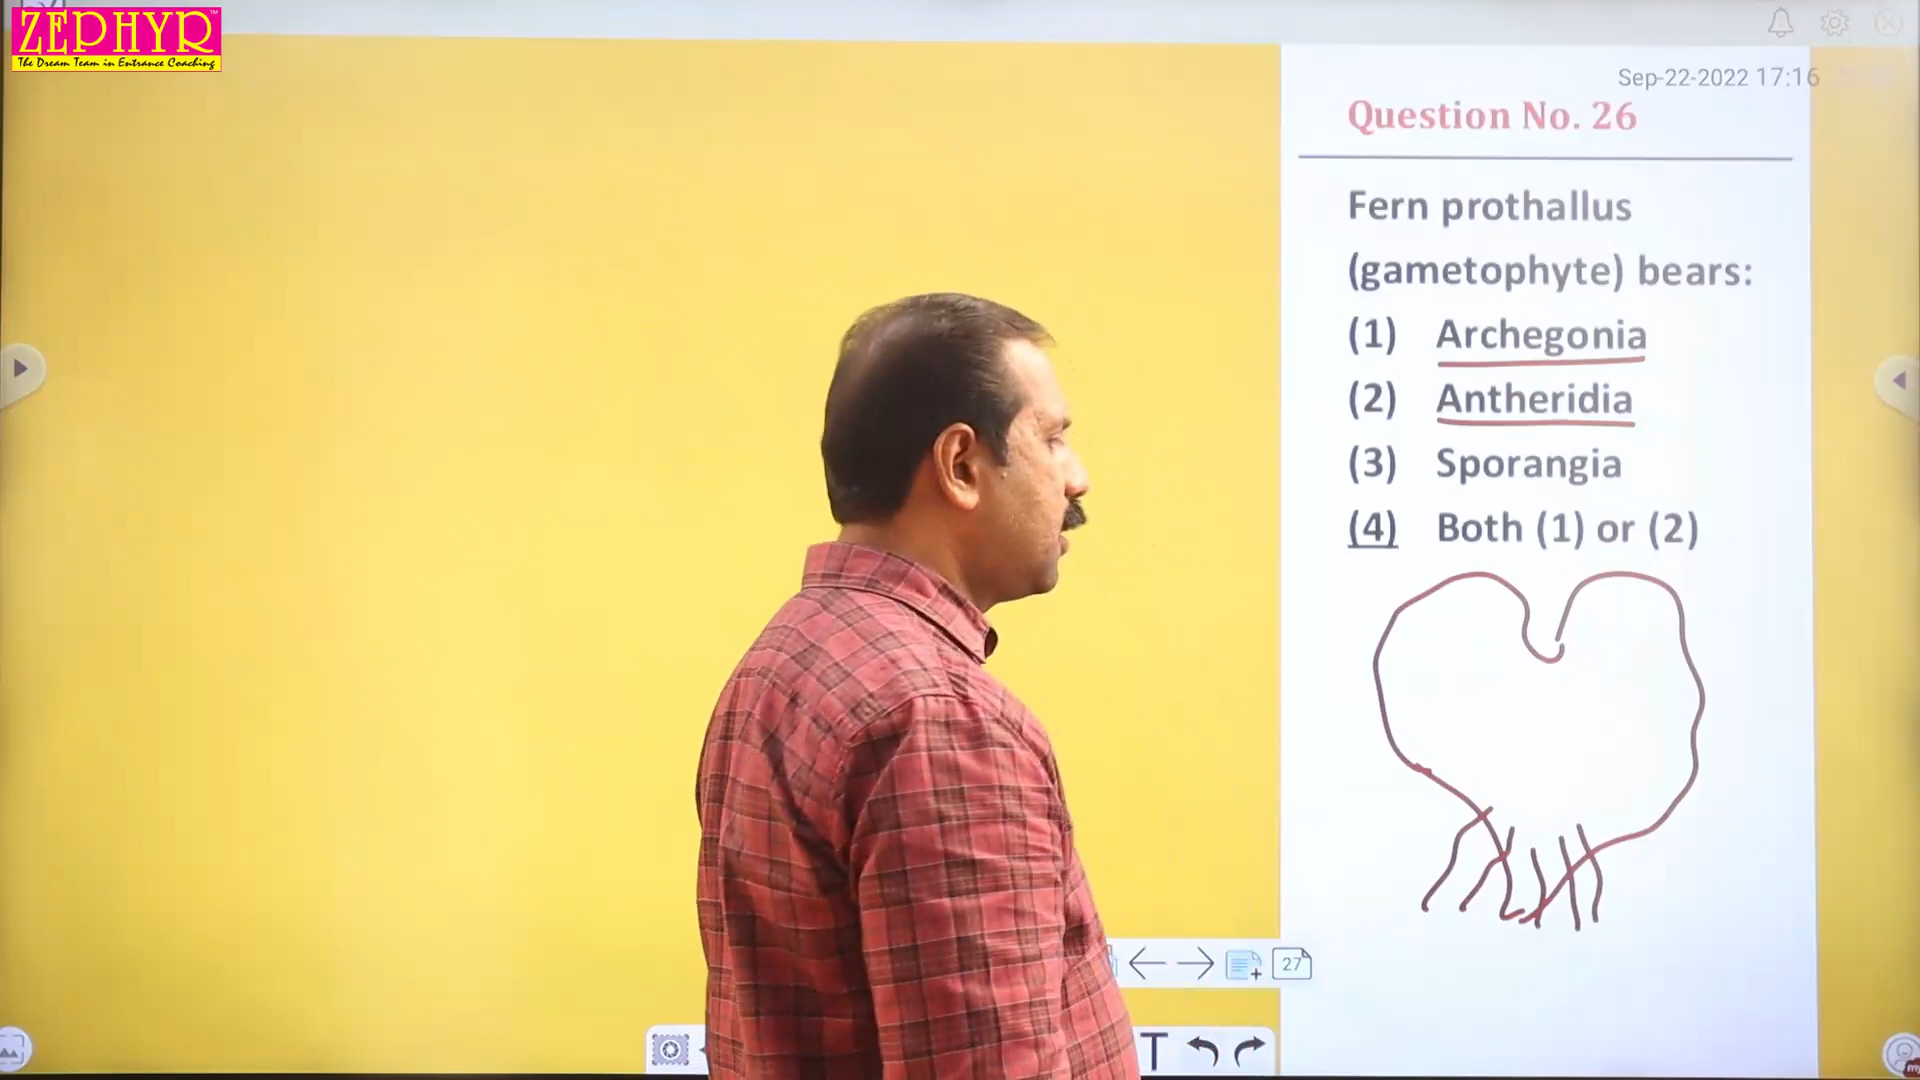 ZEPHYR™
The Dream Team in Entrance Coaching
Sep-22-2022 17:16
Question No. 26
Fern prothallus
(gametophyte) bears:
(1) Archegonia
(2) Antheridia
(3) Sporangia
(4) Both (1) or (2)
27
T